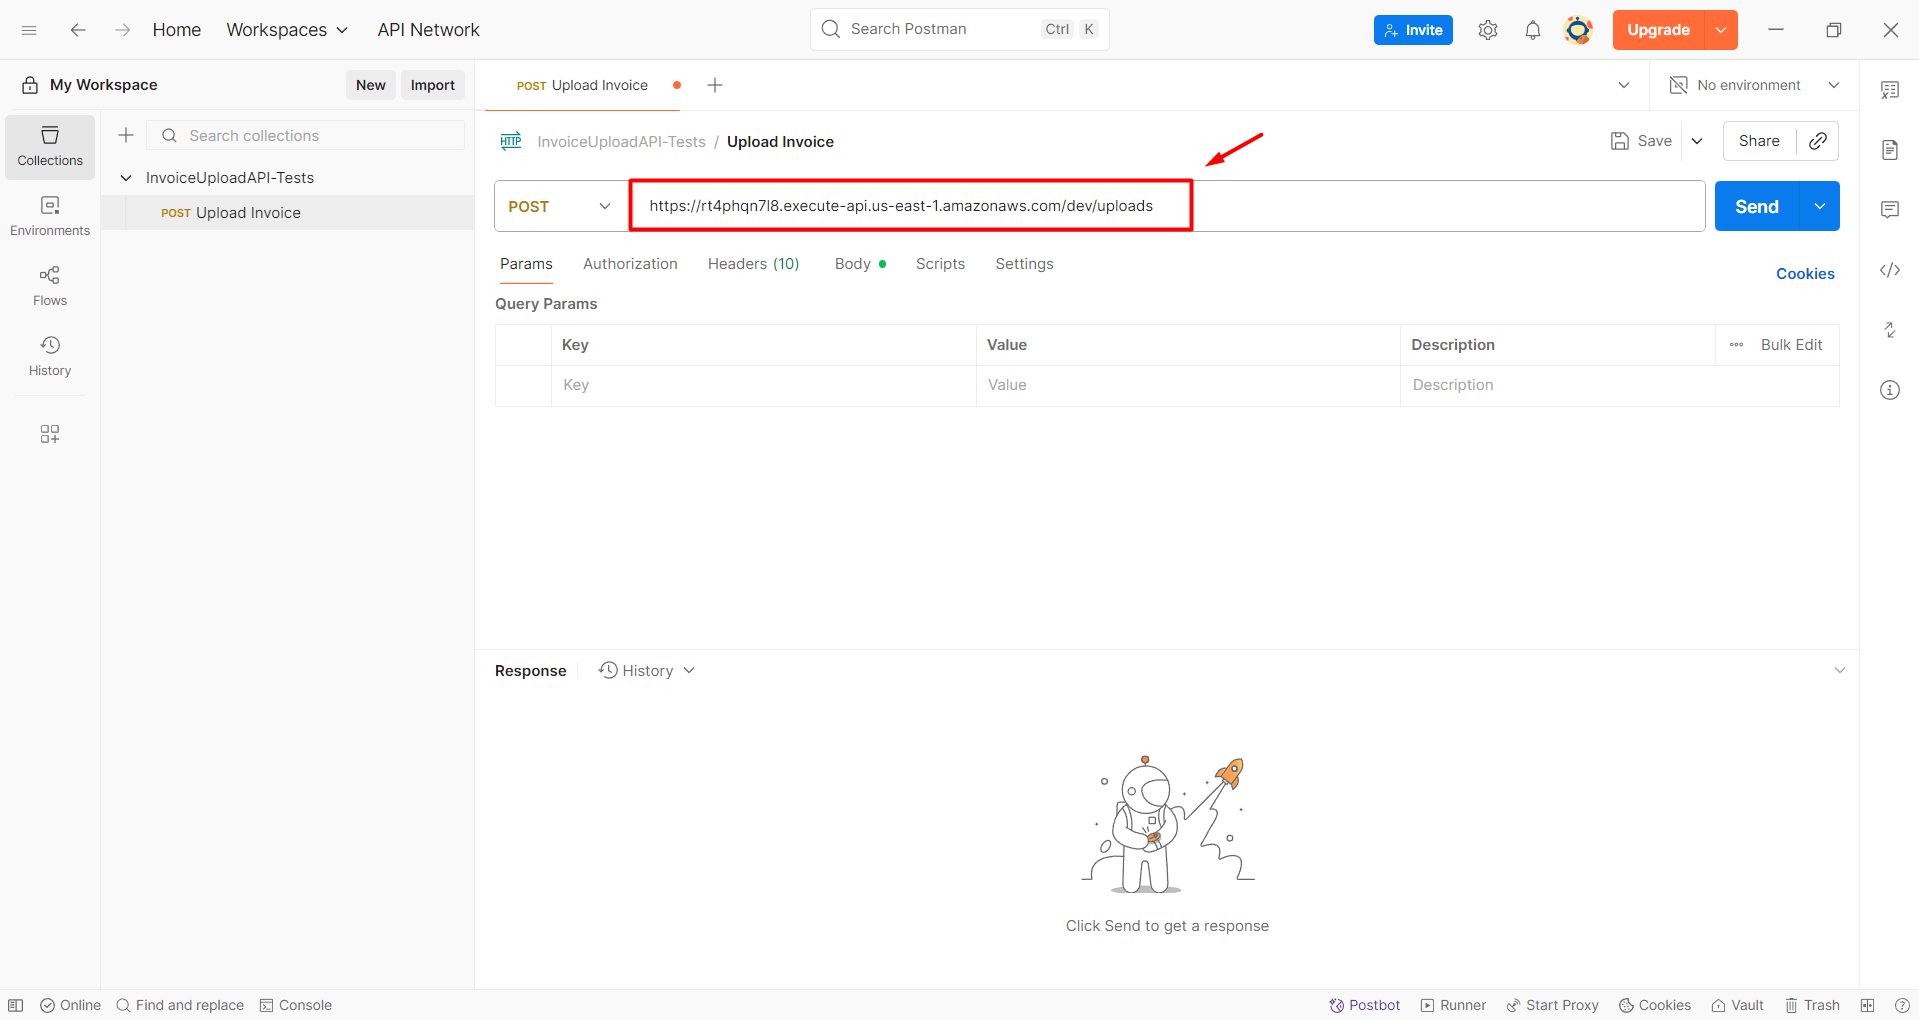 Home Workspaces API Network Search Postman Ctrl K Invite Upgrade
My Workspace New Import
POST Upload Invoice No environment
Collections
Search collections
InvoiceUploadAPI-Tests
POST Upload Invoice
Environments
Flows
History
HTTP InvoiceUploadAPI-Tests / Upload Invoice Save Share
POST https://rt4phqn7l8.execute-api.us-east-1.amazonaws.com/dev/uploads Send
Params Authorization Headers (10) Body Scripts Settings Cookies
Query Params
Key Value Description Bulk Edit
Key Value Description
Response History
Click Send to get a response
Online Find and replace Console Postbot Runner Start Proxy Cookies Vault Trash